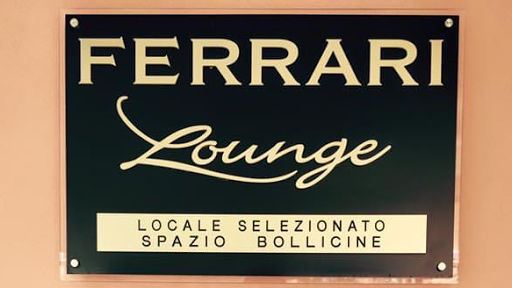 FERRARI
Lounge
LOCALE SELEZIONATO
SPAZIO BOLLICINE